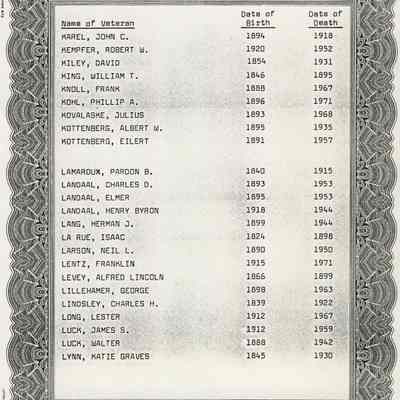 Date of Date of
Name of Veteran Birth Death
KAREL, JOHN C. 1894 1918
KEMPFER, ROBERT W. 1920 1952
KILEY, DAVID 1854 1931
KING, WILLIAM T. 1846 1895
KNOLL, FRANK 1888 1967
KOHL, PHILLIP A. 1896 1971
KOVALASKE, JULIUS 1893 1968
KOTTENBERG, ALBERT W. 1895 1935
KOTTENBERG, EILERT 1891 1957
LAMAROUX, PARDON B. 1840 1915
LANDAAL, CHARLES D. 1893 1953
LANDAAL, ELMER 1895 1953
LANDAAL, HENRY BYRON 1918 1944
LANG, HERMAN J. 1899 1944
LA RUE, ISAAC 1824 1898
LARSON, NEIL L. 1890 1950
LENTZ, FRANKLIN 1915 1971
LEVEY, ALFRED LINCOLN 1866 1899
LILLEHAMER, GEORGE 1898 1963
LINDSLEY, CHARLES H. 1839 1922
LONG, LESTER 1912 1967
LUCK, JAMES S. 1912 1959
LUCK, WALTER 1888 1942
LYNN, KATIE GRAVES 1845 1930